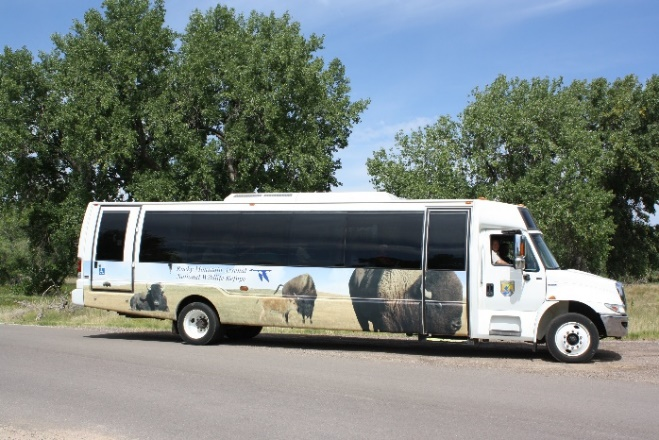 Rocky Mountain Arsenal
National Wildlife Refuge